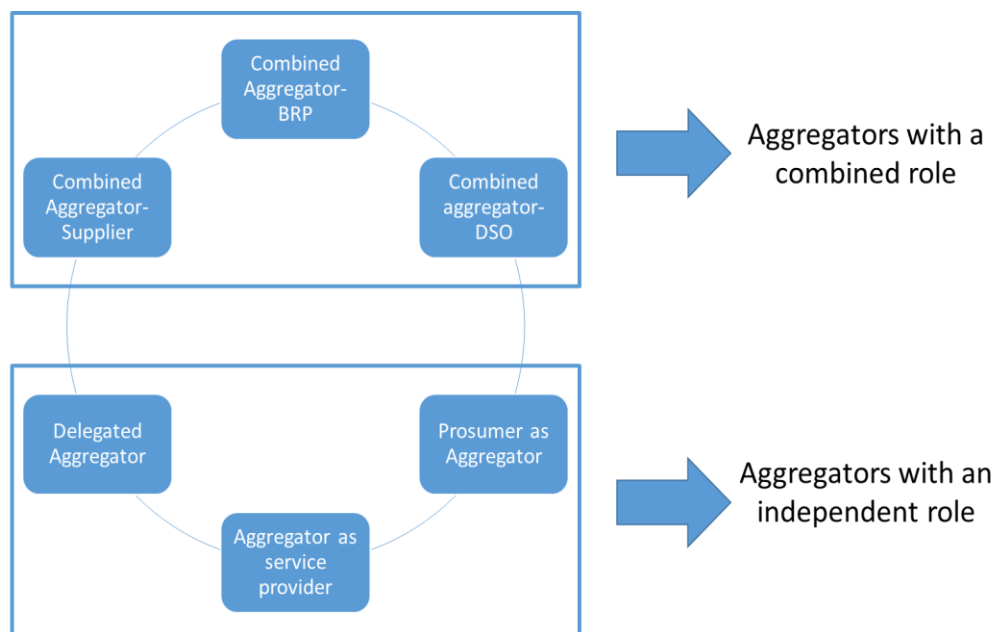 Combined
Aggregator-
BRP
Combined
Aggregator-
Supplier
Combined
aggregator-
DSO
Aggregators with a
combined role
Delegated
Aggregator
Prosumer as
Aggregator
Aggregator as
service
provider
Aggregators with an
independent role